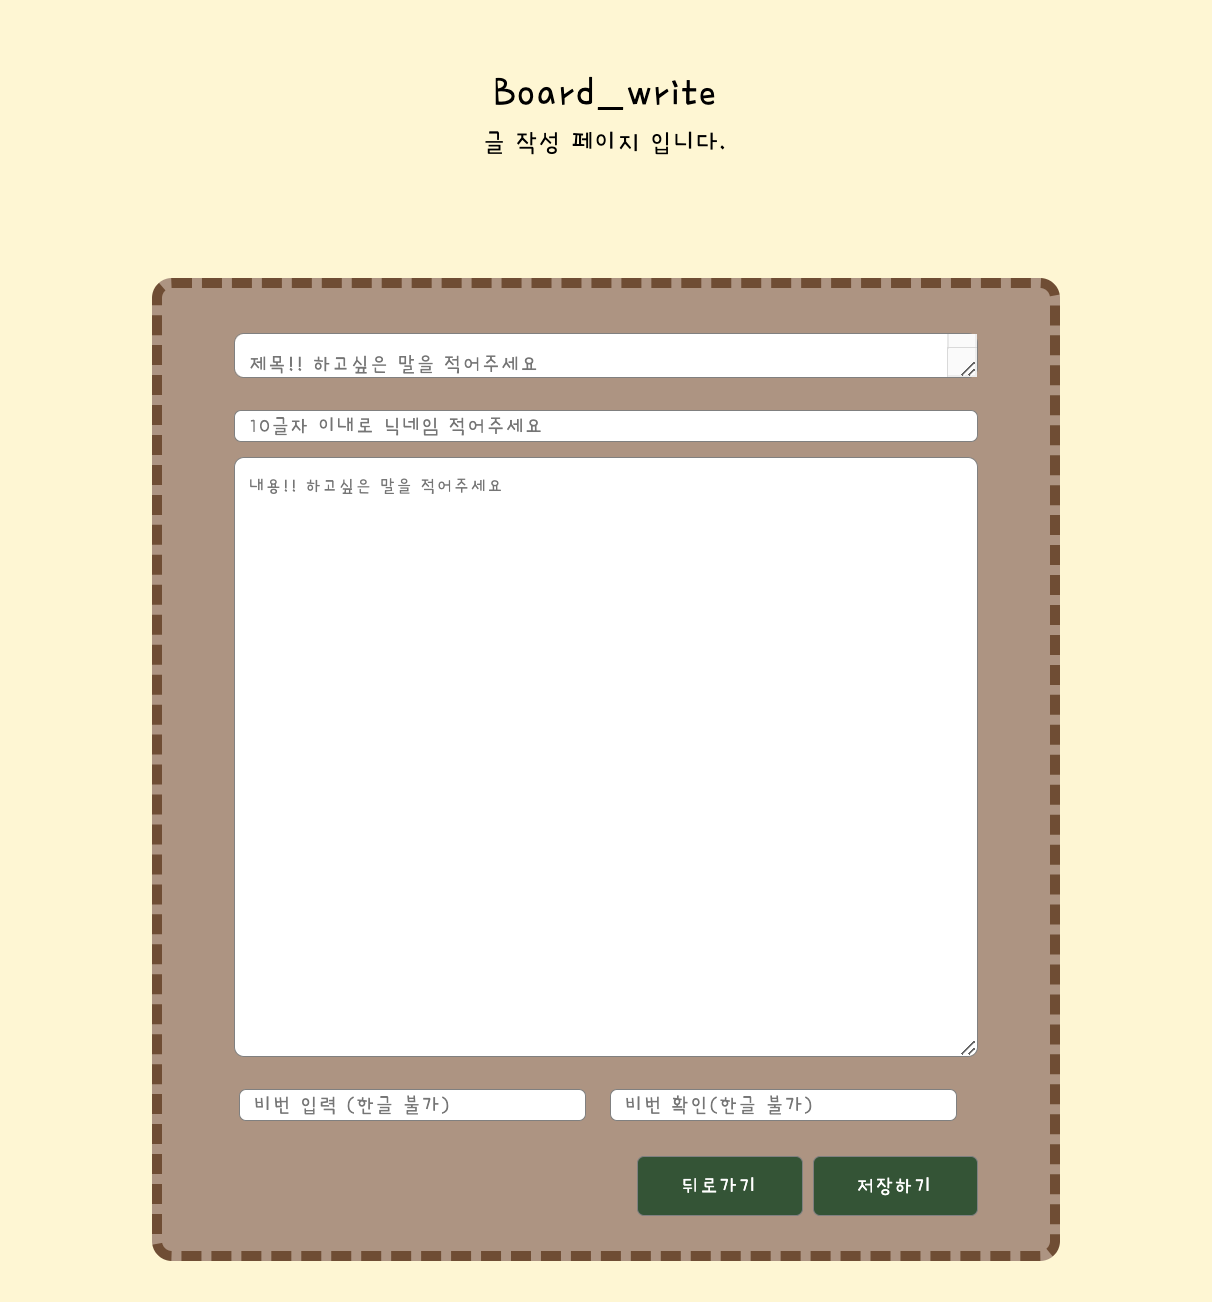 Board_write
글 작성 페이지 입니다.
제목!! 하고싶은 말을 적어주세요
10글자 이내로 닉네임 적어주세요
내용!! 하고싶은 말을 적어주세요
비번 입력 (한글 불가)
비번 확인(한글 불가)
뒤로가기
저장하기